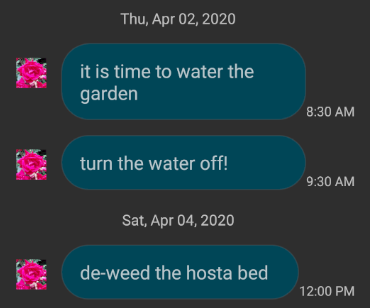 Thu, Apr 02, 2020
it is time to water the
garden
8:30 AM
turn the water off!
9:30 AM
Sat, Apr 04, 2020
de-weed the hosta bed
12:00 PM